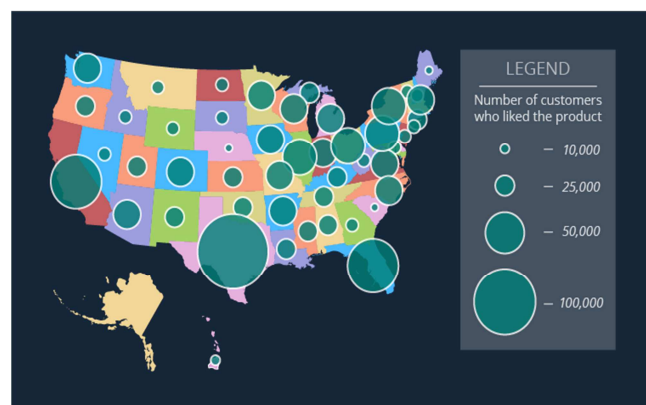 LEGEND
Number of customers
who liked the product
– 10,000
– 25,000
– 50,000
– 100,000